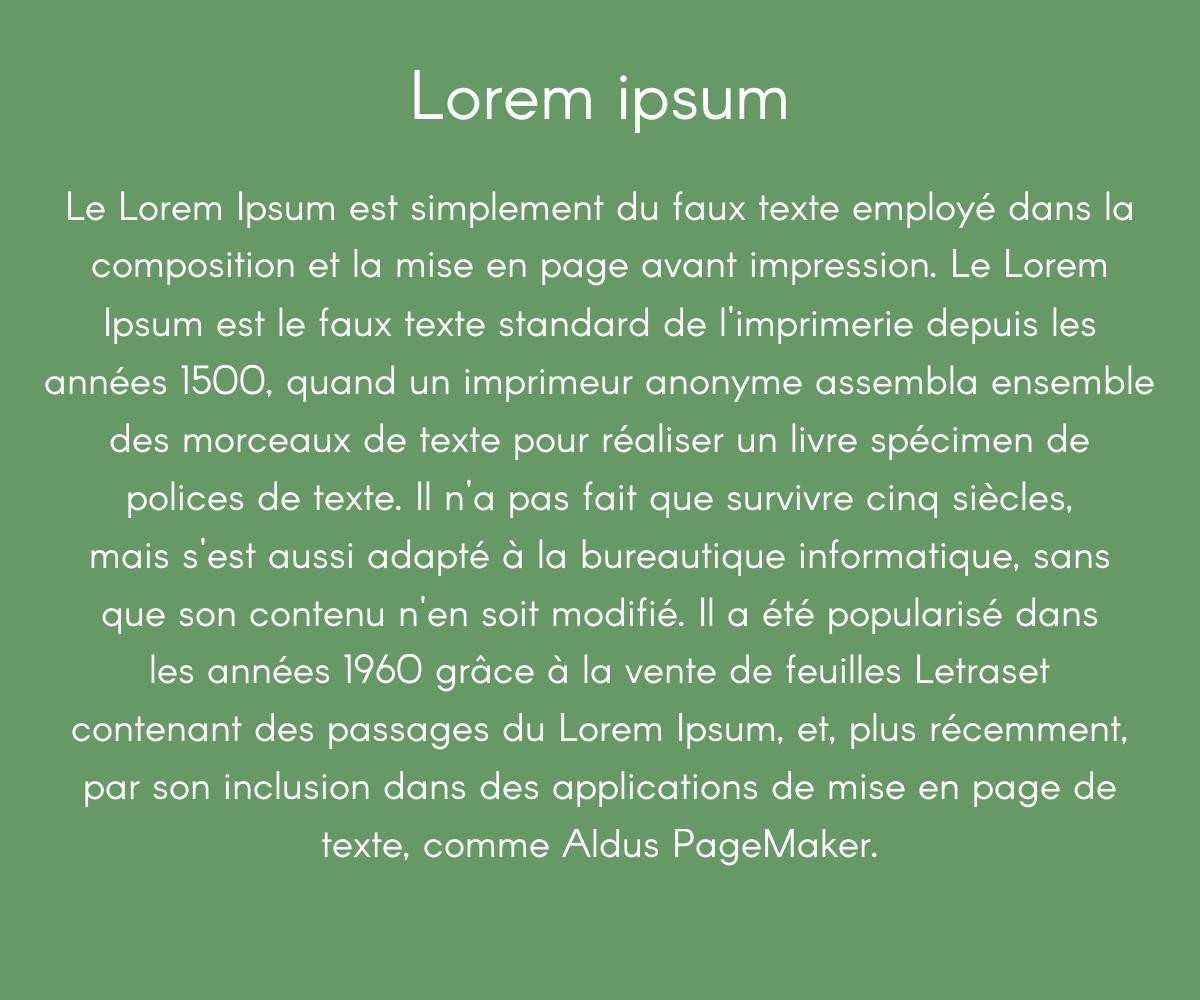 Lorem ipsum
Le Lorem Ipsum est simplement du faux texte employé dans la
composition et la mise en page avant impression. Le Lorem
Ipsum est le faux texte standard de l'imprimerie depuis les
années 1500, quand un imprimeur anonyme assembla ensemble
des morceaux de texte pour réaliser un livre spécimen de
polices de texte. Il n'a pas fait que survivre cinq siècles,
mais s'est aussi adapté à la bureautique informatique, sans
que son contenu n'en soit modifié. Il a été popularisé dans
les années 1960 grâce à la vente de feuilles Letraset
contenant des passages du Lorem Ipsum, et, plus récemment,
par son inclusion dans des applications de mise en page de
texte, comme Aldus PageMaker.